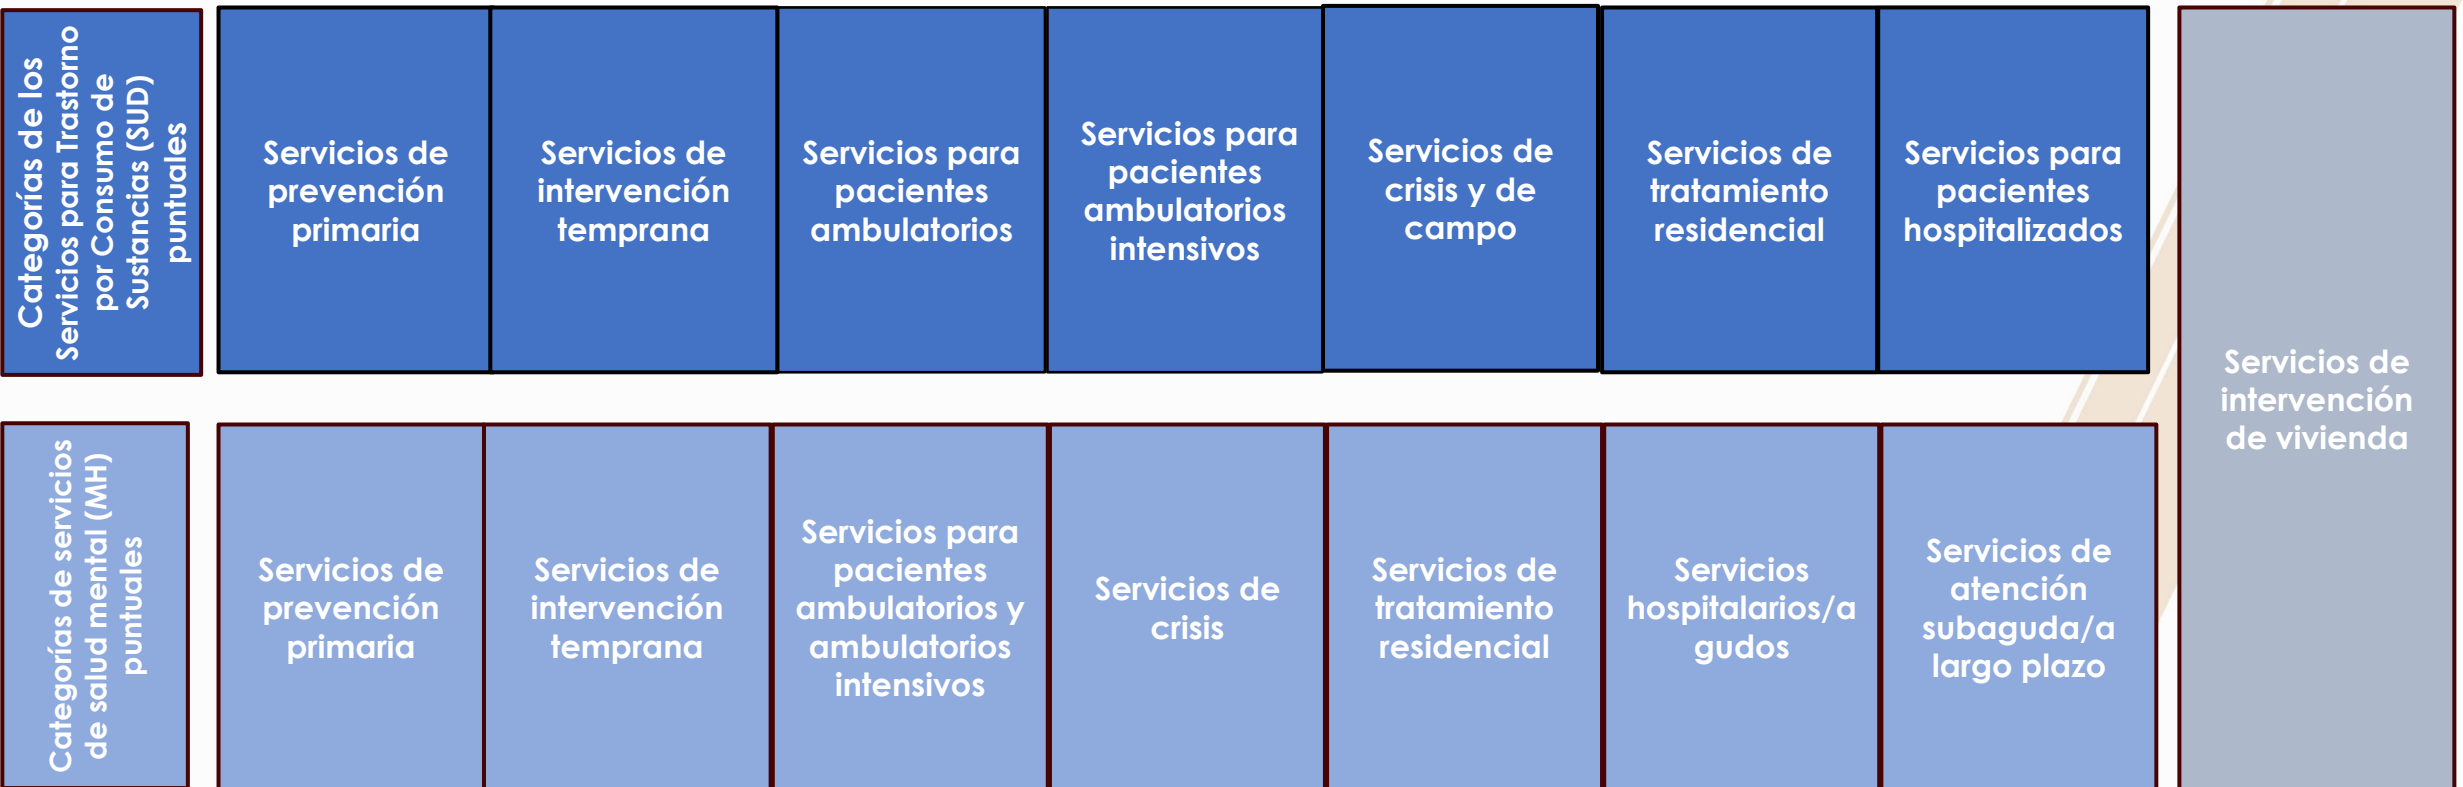 Categorías de los
Servicios para Trastorno
por Consumo de
Sustancias (SUD)
puntuales
Servicios de
prevención
primaria
Servicios de
intervención
temprana
Servicios para
pacientes
ambulatorios
Servicios para
pacientes
ambulatorios
intensivos
Servicios de
crisis y de
campo
Servicios de
tratamiento
residencial
Servicios para
pacientes
hospitalizados
Servicios de
intervención
de vivienda
Categorías de servicios
de salud mental (MH)
puntuales
Servicios de
prevención
primaria
Servicios de
intervención
temprana
Servicios para
pacientes
ambulatorios y
ambulatorios
intensivos
Servicios de
crisis
Servicios de
tratamiento
residencial
Servicios
hospitalarios/a
gudos
Servicios de
atención
subaguda/a
largo plazo